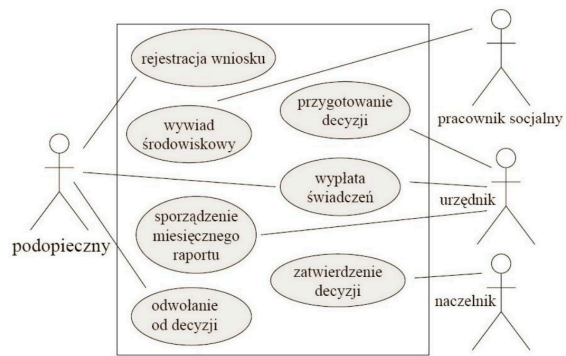 rejestracja wniosku
wywiad
środowiskowy
przygotowanie
decyzji
pracownik socjalny
wypłata
świadczeń
urzędnik
podopieczny
sporządzenie
miesięcznego
raportu
zatwierdzenie
decyzji
naczelnik
odwołanie
od decyzji